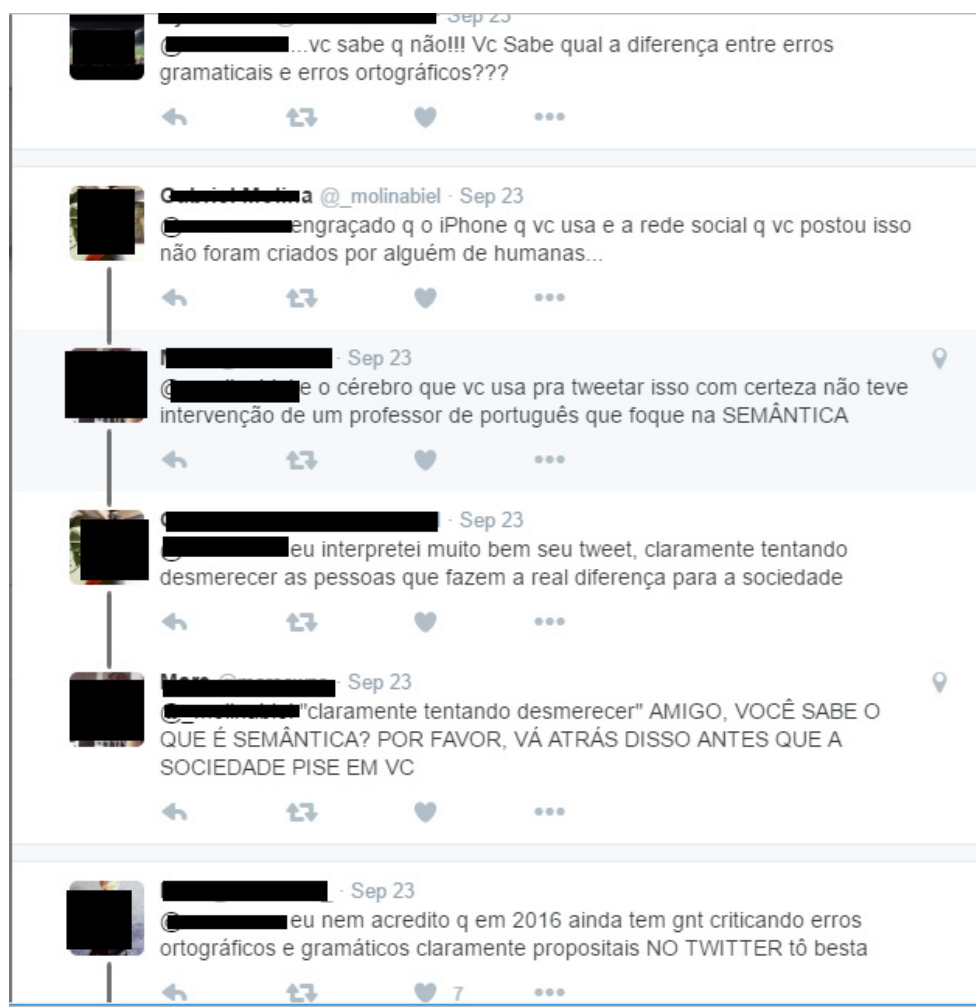 Sep 23
...vc sabe q não!!! Vc Sabe qual a diferença entre erros
gramaticais e erros ortográficos???
@_molinabiel · Sep 23
engraçado q o iPhone q vc usa e a rede social q vc postou isso
não foram criados por alguém de humanas...
· Sep 23
e o cérebro que vc usa pra tweetar isso com certeza não teve
intervenção de um professor de português que foque na SEMÂNTICA
· Sep 23
eu interpretei muito bem seu tweet, claramente tentando
desmerecer as pessoas que fazem a real diferença para a sociedade
· Sep 23
"claramente tentando desmerecer" AMIGO, VOCÊ SABE O
QUE É SEMÂNTICA? POR FAVOR, VÁ ATRÁS DISSO ANTES QUE A
SOCIEDADE PISE EM VC
· Sep 23
eu nem acredito q em 2016 ainda tem gnt criticando erros
ortográficos e gramáticos claramente propositais NO TWITTER tô besta
7